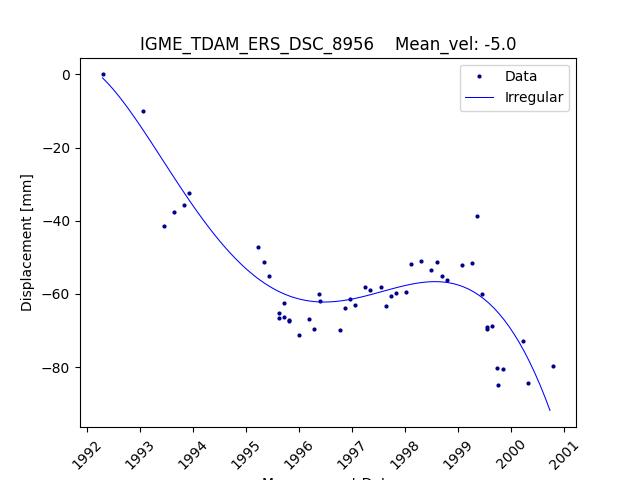 IGME_TDAM_ERS_DSC_8956    Mean_vel: -5.0
Data
Irregular
Displacement [mm]
0
−20
−40
−60
−80
1992 1993 1994 1995 1996 1997 1998 1999 2000 2001